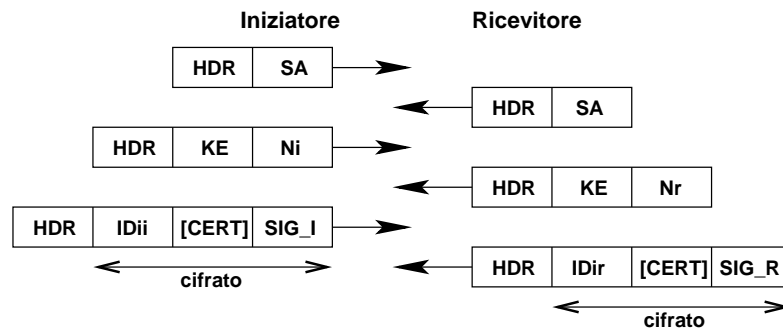 Iniziatore Ricevitore
HDR SA
HDR SA
HDR KE Ni
HDR KE Nr
HDR IDii [CERT] SIG_I
cifrato
HDR IDir [CERT] SIG_R
cifrato